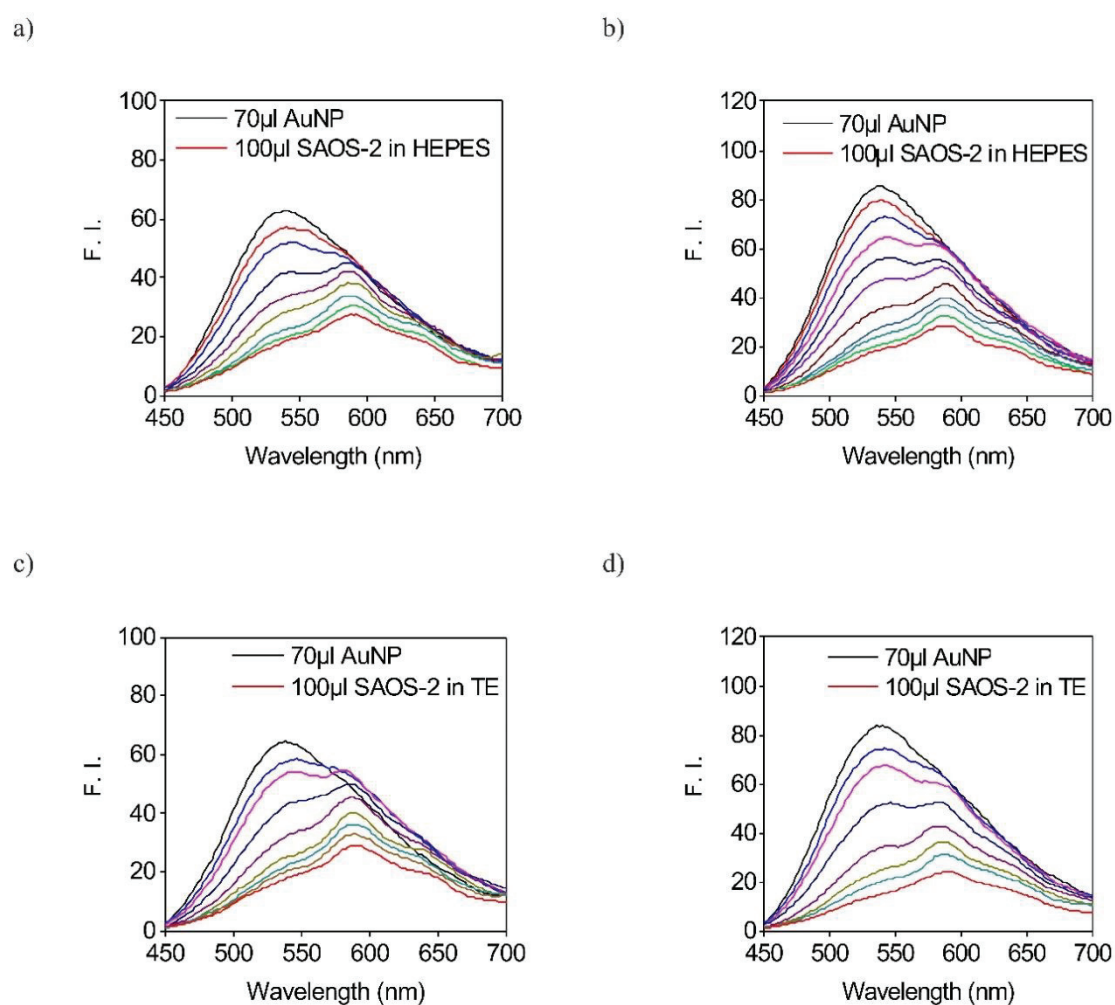 a)
100
80
60
40
20
0
F. I.
70µl AuNP
100µl SAOS-2 in HEPES
450 500 550 600 650 700
Wavelength (nm)
b)
120
100
80
60
40
20
0
F. I.
70µl AuNP
100µl SAOS-2 in HEPES
450 500 550 600 650 700
Wavelength (nm)
c)
100
80
60
40
20
0
F. I.
70µl AuNP
100µl SAOS-2 in TE
450 500 550 600 650 700
Wavelength (nm)
d)
120
100
80
60
40
20
0
F. I.
70µl AuNP
100µl SAOS-2 in TE
450 500 550 600 650 700
Wavelength (nm)